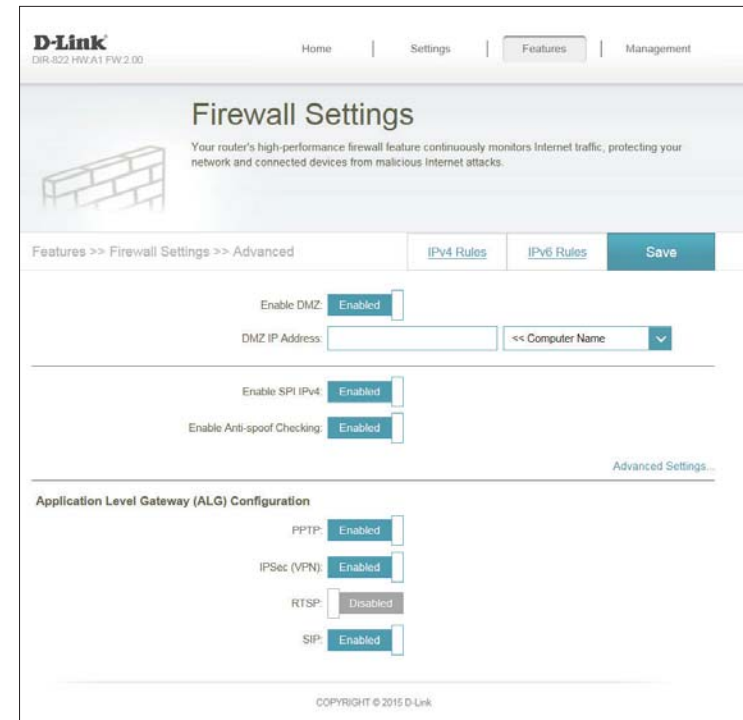 D-Link
DIR-822 HW:A1 FW:2.00
Home | Settings | Features | Management
Firewall Settings
Your router's high-performance firewall feature continuously monitors Internet traffic, protecting your
network and connected devices from malicious Internet attacks.
Features >> Firewall Settings >> Advanced IPv4 Rules IPv6 Rules Save
Enable DMZ: Enabled
DMZ IP Address: << Computer Name
Enable SPI IPv4: Enabled
Enable Anti-spoof Checking: Enabled
Advanced Settings...
Application Level Gateway (ALG) Configuration
PPTP: Enabled
IPSec (VPN): Enabled
RTSP: Disabled
SIP: Enabled
COPYRIGHT © 2015 D-Link